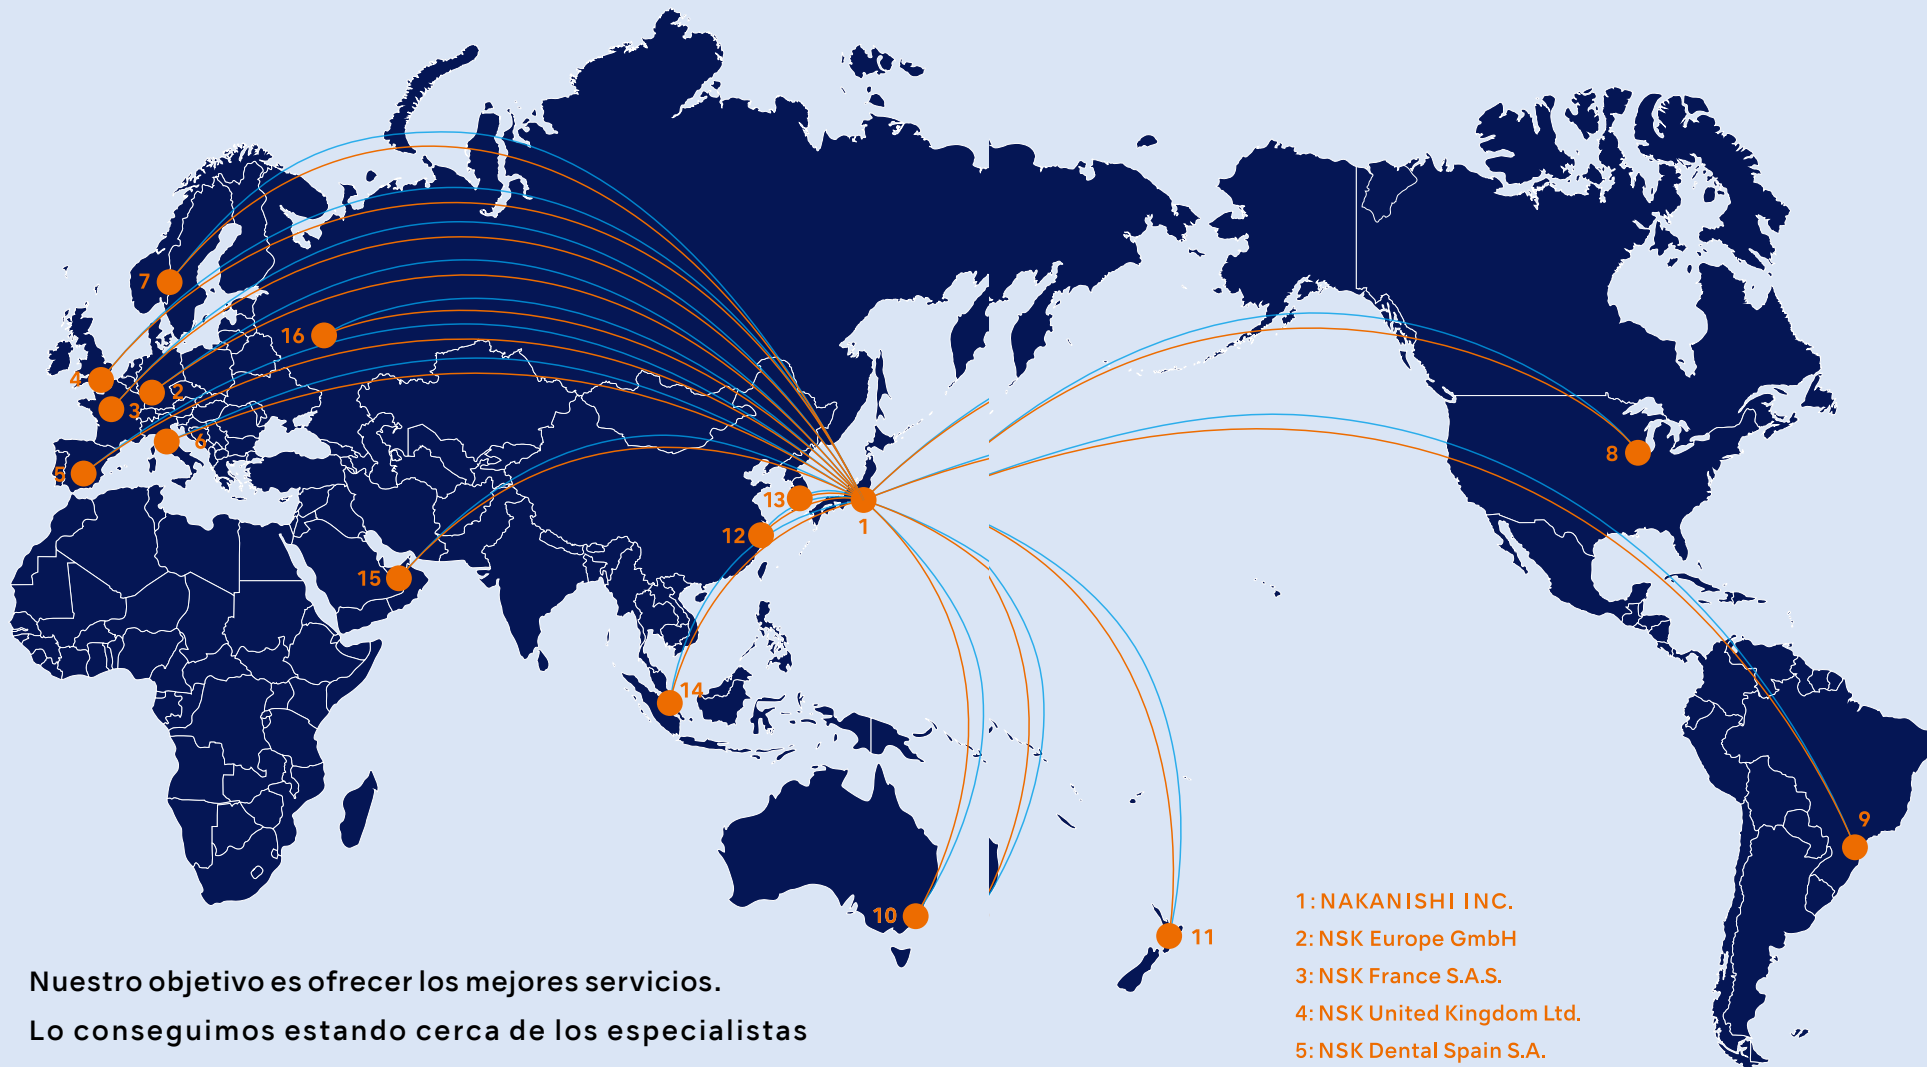 7
16
4
2
3
6
5
8
13
1
12
15
14
9
10
11
1: NAKANISHI INC.
2: NSK Europe GmbH
3: NSK France S.A.S.
4: NSK United Kingdom Ltd.
5: NSK Dental Spain S.A.
Nuestro objetivo es ofrecer los mejores servicios.
Lo conseguimos estando cerca de los especialistas